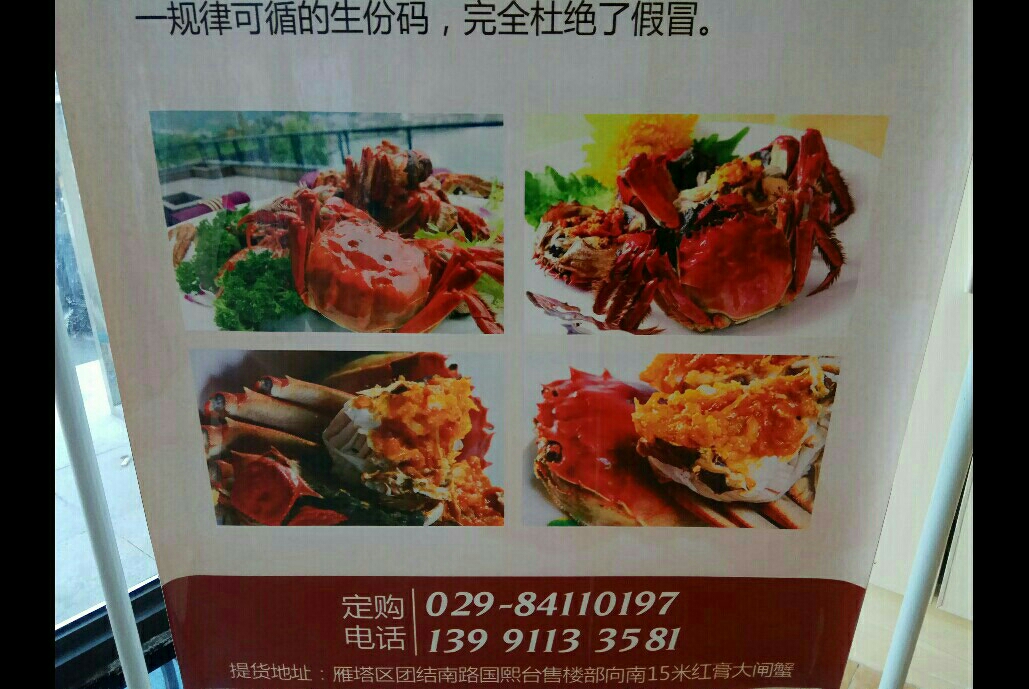 一规律可循的生份码，完全杜绝了假冒。
定购 029-84110197
电话 139 9113 3581
提货地址：雁塔区团结南路国熙台售楼部向南15米红膏大闸蟹